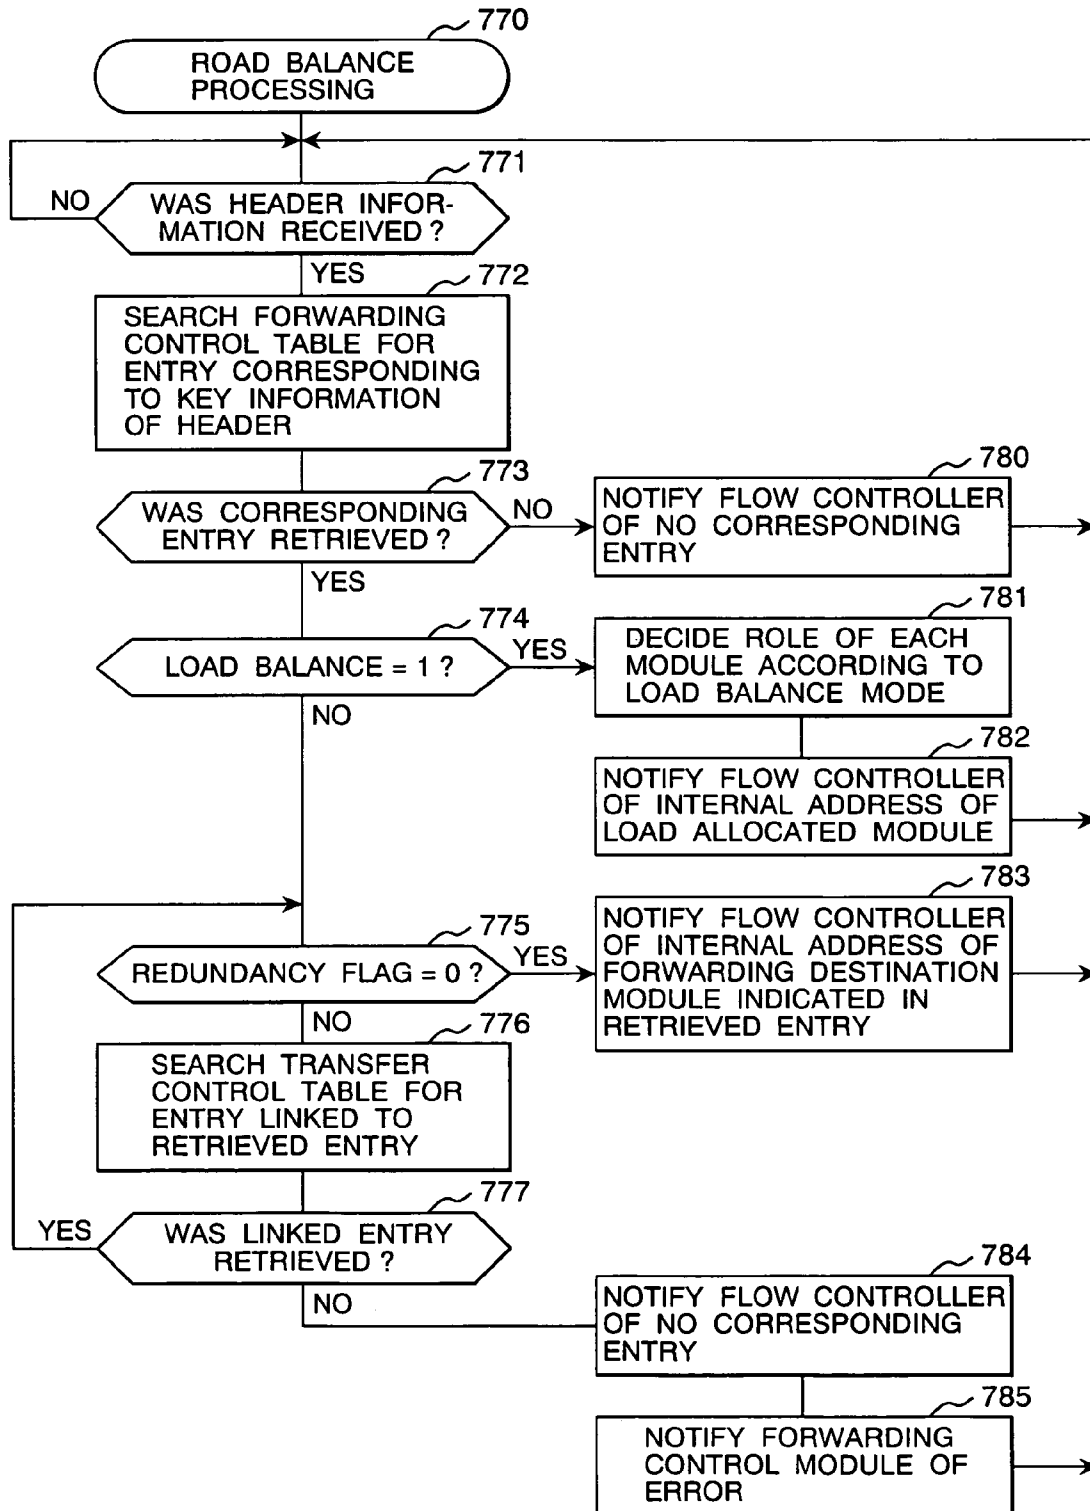 770
ROAD BALANCE
PROCESSING
771
NO
WAS HEADER INFOR-
MATION RECEIVED ?
YES
772
SEARCH FORWARDING
CONTROL TABLE FOR
ENTRY CORRESPONDING
TO KEY INFORMATION
OF HEADER
773
WAS CORRESPONDING
ENTRY RETRIEVED ?
NO
YES
780
NOTIFY FLOW CONTROLLER
OF NO CORRESPONDING
ENTRY
774
LOAD BALANCE = 1 ?
YES
NO
781
DECIDE ROLE OF EACH
MODULE ACCORDING TO
LOAD BALANCE MODE
782
NOTIFY FLOW CONTROLLER
OF INTERNAL ADDRESS OF
LOAD ALLOCATED MODULE
775
REDUNDANCY FLAG = 0 ?
YES
NO
783
NOTIFY FLOW CONTROLLER
OF INTERNAL ADDRESS OF
FORWARDING DESTINATION
MODULE INDICATED IN
RETRIEVED ENTRY
776
SEARCH TRANSFER
CONTROL TABLE FOR
ENTRY LINKED TO
RETRIEVED ENTRY
777
YES
WAS LINKED ENTRY
RETRIEVED ?
NO
784
NOTIFY FLOW CONTROLLER
OF NO CORRESPONDING
ENTRY
785
NOTIFY FORWARDING
CONTROL MODULE OF
ERROR